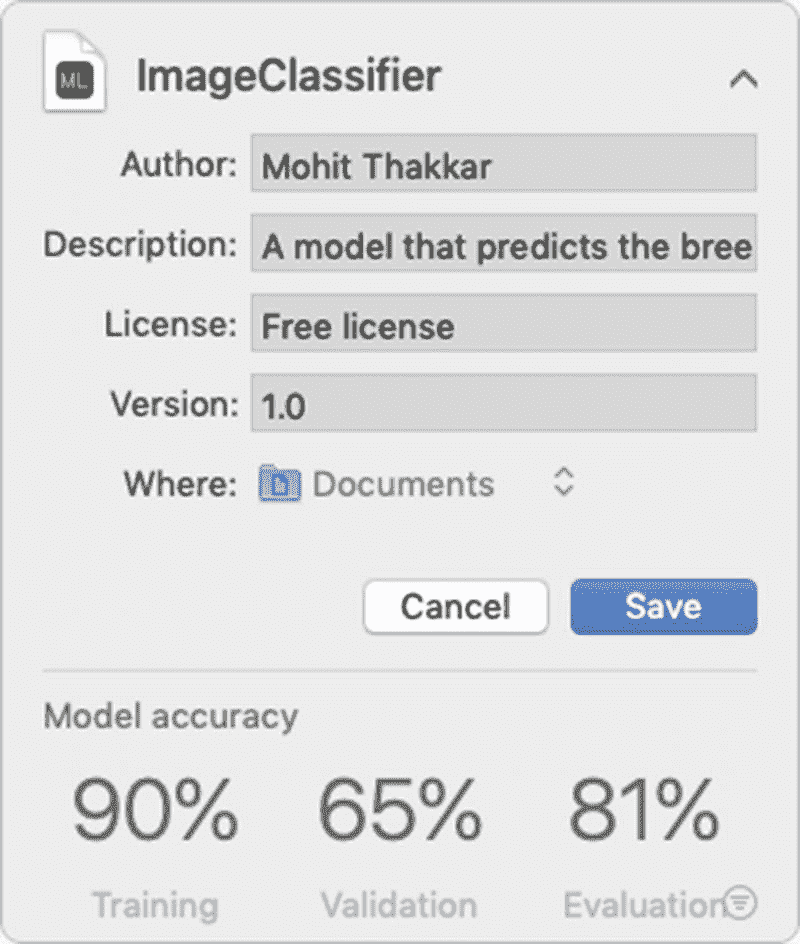 ML
ImageClassifier
Author: Mohit Thakkar
Description: A model that predicts the bree
License: Free license
Version: 1.0
Where: Documents
Cancel Save
Model accuracy
90% 65% 81%
Training Validation Evaluation